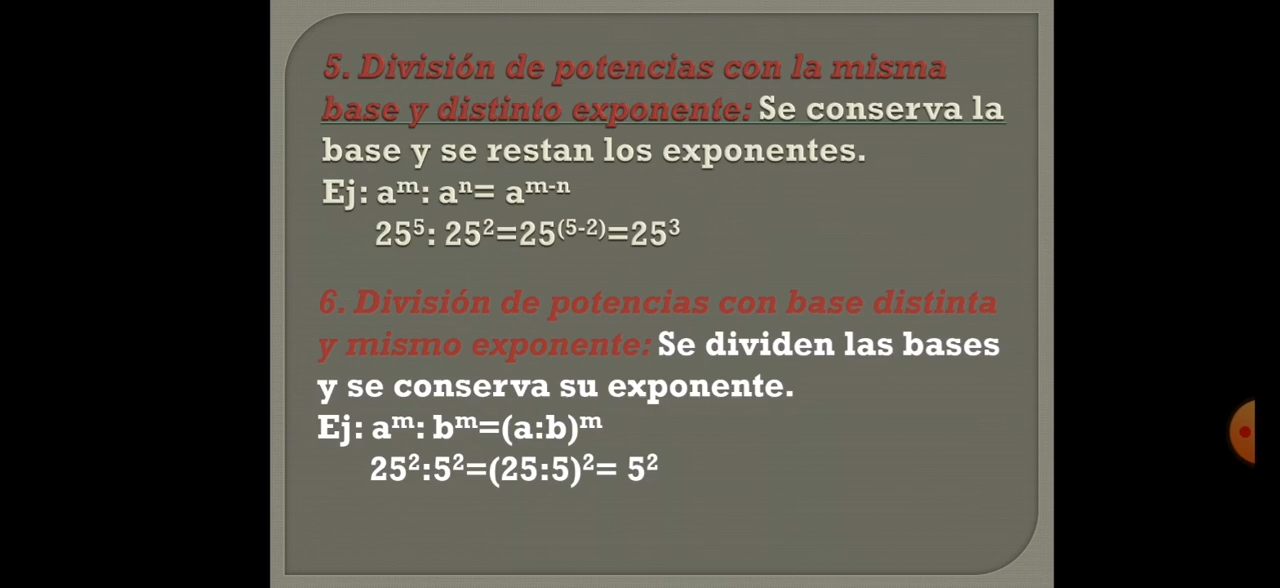 5. División de potencias con la misma
base y distinto exponente: Se conserva la
base y se restan los exponentes.
Ej: aᵐ: aⁿ= aᵐ⁻ⁿ
25⁵: 25²=25⁽⁵⁻²⁾=25³
6. División de potencias con base distinta
y mismo exponente: Se dividen las bases
y se conserva su exponente.
Ej: aᵐ: bᵐ=(a:b)ᵐ
25²:5²=(25:5)²= 5²